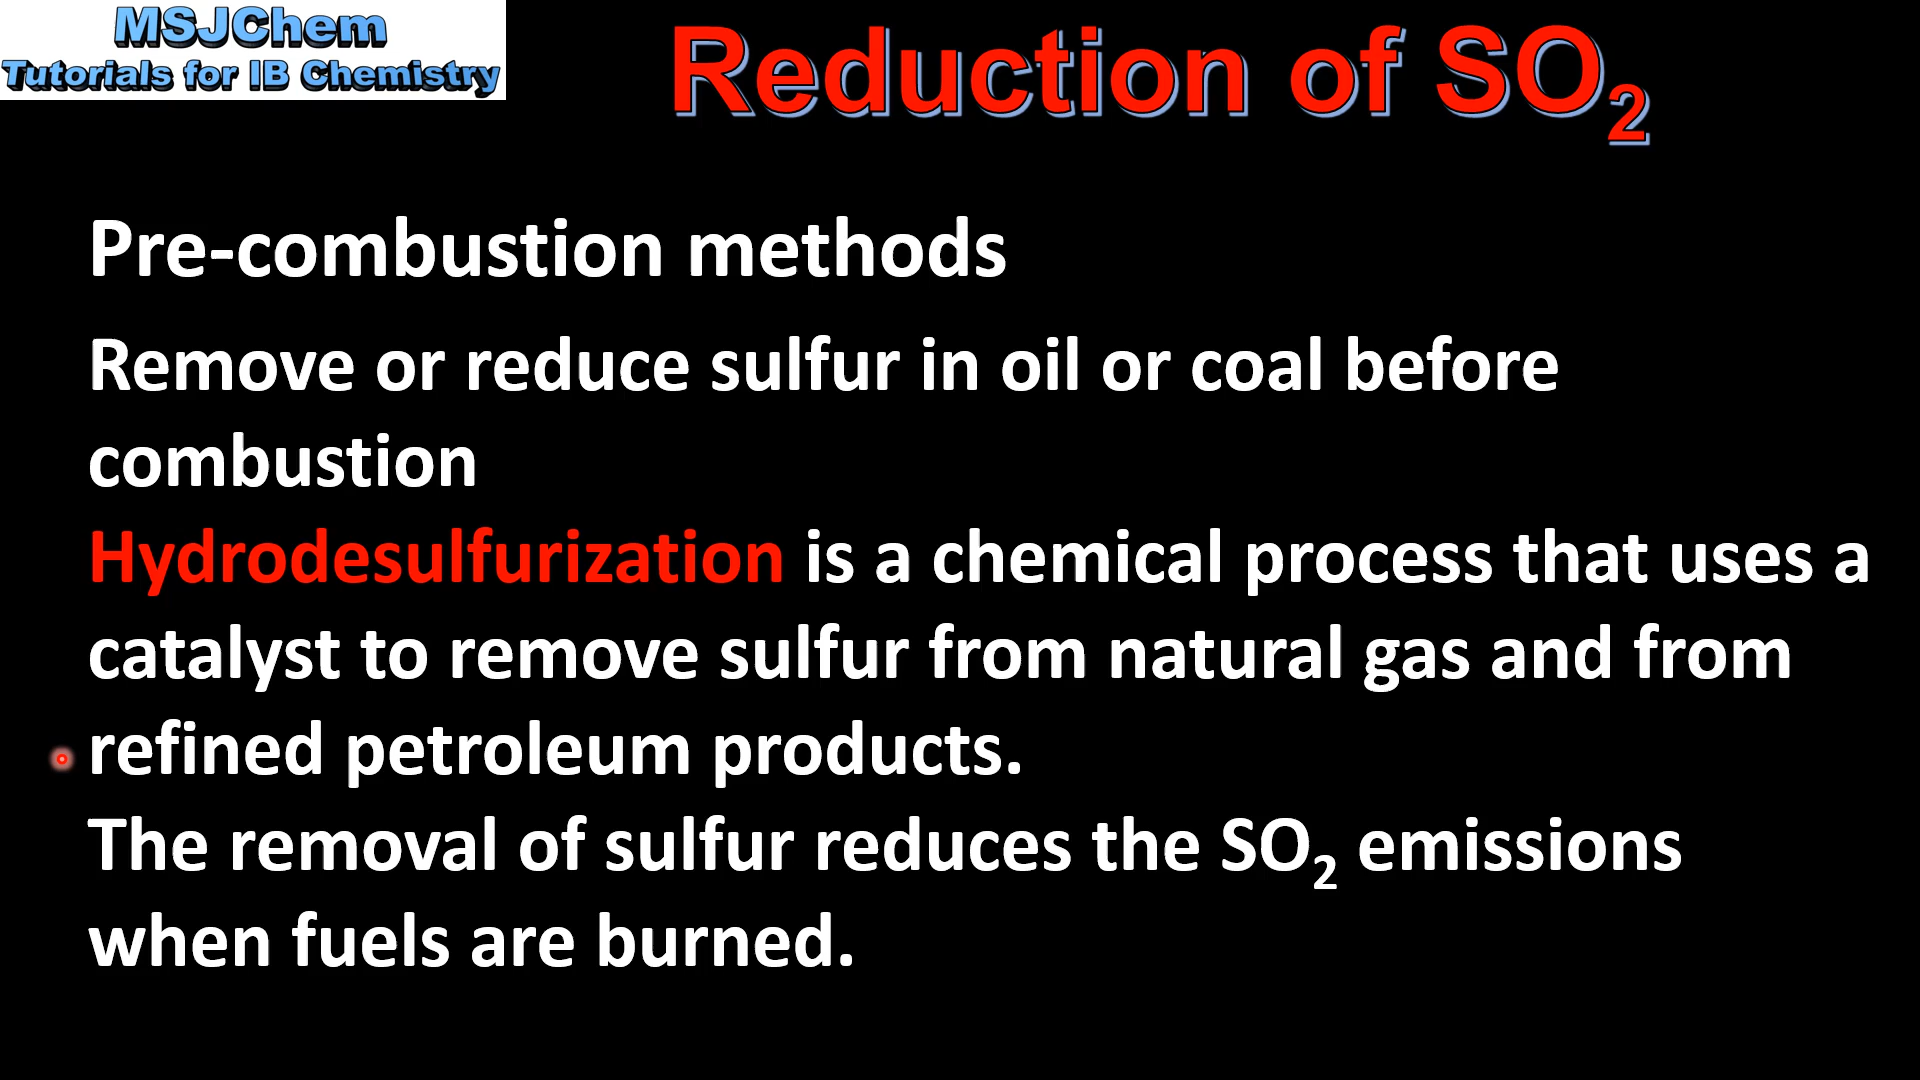 MSJChem
Tutorials for IB Chemistry
Reduction of SO₂
Pre-combustion methods
Remove or reduce sulfur in oil or coal before
combustion
Hydrodesulfurization is a chemical process that uses a
catalyst to remove sulfur from natural gas and from
refined petroleum products.
The removal of sulfur reduces the SO₂ emissions
when fuels are burned.